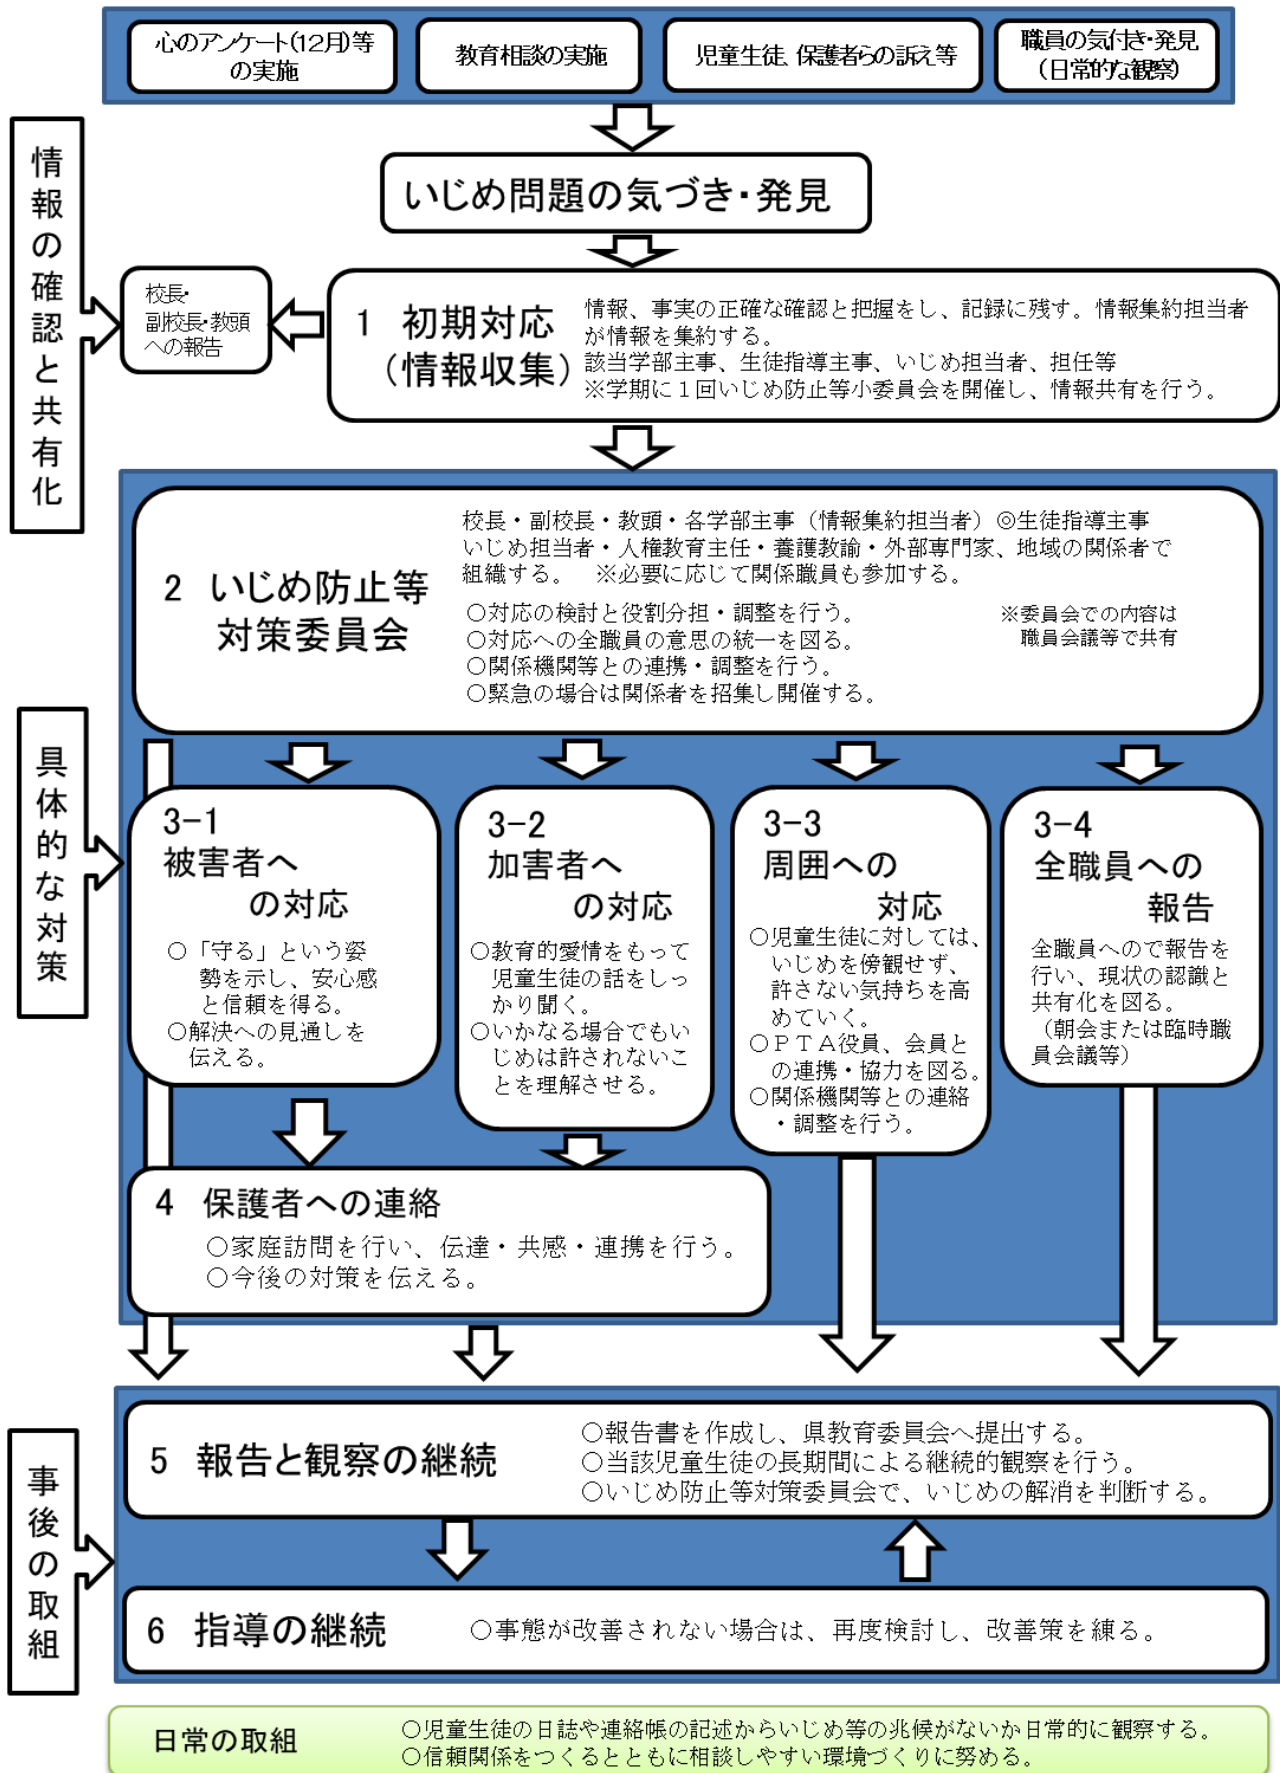 心のアンケート(12月)等
の実施
教育相談の実施
児童生徒、保護者らの訴え等
職員の気付き・発見
（日常的な観察）
いじめ問題の気づき・発見
情報の確認と共有化
校長・
副校長・教頭
への報告
1 初期対応
（情報収集）
情報、事実の正確な確認と把握をし、記録に残す。情報集約担当者
が情報を集約する。
該当学部主事、生徒指導主事、いじめ担当者、担任等
※学期に１回いじめ防止等小委員会を開催し、情報共有を行う。
2 いじめ防止等
対策委員会
校長・副校長・教頭・各学部主事（情報集約担当者）◎生徒指導主事
いじめ担当者・人権教育主任・養護教諭・外部専門家、地域の関係者で
組織する。　※必要に応じて関係職員も参加する。
○対応の検討と役割分担・調整を行う。
○対応への全職員の意思の統一を図る。
○関係機関等との連携・調整を行う。
○緊急の場合は関係者を招集し開催する。
※委員会での内容は
職員会議等で共有
具体的な対策
3-1
被害者へ
の対応
○「守る」という姿
勢を示し、安心感
と信頼を得る。
○解決への見通しを
伝える。
3-2
加害者へ
の対応
○教育的愛情をもって
児童生徒の話をしっ
かり聞く。
○いかなる場合でもい
じめは許されないこ
とを理解させる。
3-3
周囲への
対応
○児童生徒に対しては、
いじめを傍観せず、
許さない気持ちを高
めていく。
○ＰＴＡ役員、会員と
の連携・協力を図る。
○関係機関等との連絡
・調整を行う。
3-4
全職員への
報告
全職員へので報告を
行い、現状の認識と
共有化を図る。
（朝会または臨時職
員会議等）
4 保護者への連絡
○家庭訪問を行い、伝達・共感・連携を行う。
○今後の対策を伝える。
事後の取組
5 報告と観察の継続
○報告書を作成し、県教育委員会へ提出する。
○当該児童生徒の長期間による継続的観察を行う。
○いじめ防止等対策委員会で、いじめの解消を判断する。
6 指導の継続
○事態が改善されない場合は、再度検討し、改善策を練る。
日常の取組
○児童生徒の日誌や連絡帳の記述からいじめ等の兆候がないか日常的に観察する。
○信頼関係をつくるとともに相談しやすい環境づくりに努める。